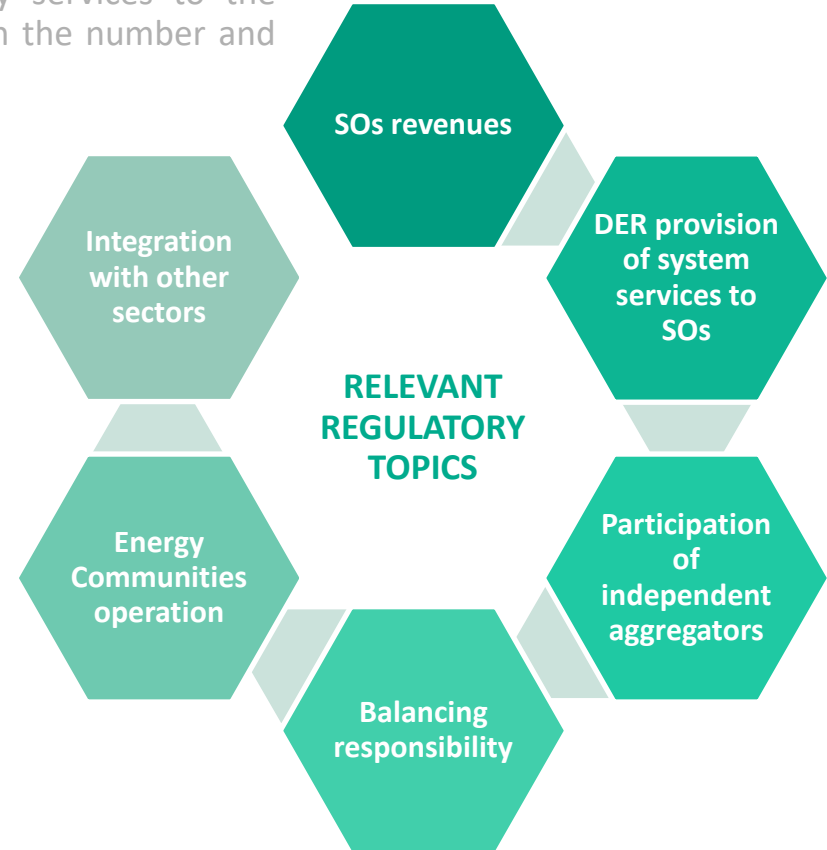 services to the
the number and
SOs revenues
DER provision
of system
services to
SOs
Participation
of
independent
aggregators
Balancing
responsibility
Energy
Communities
operation
Integration
with other
sectors
RELEVANT
REGULATORY
TOPICS